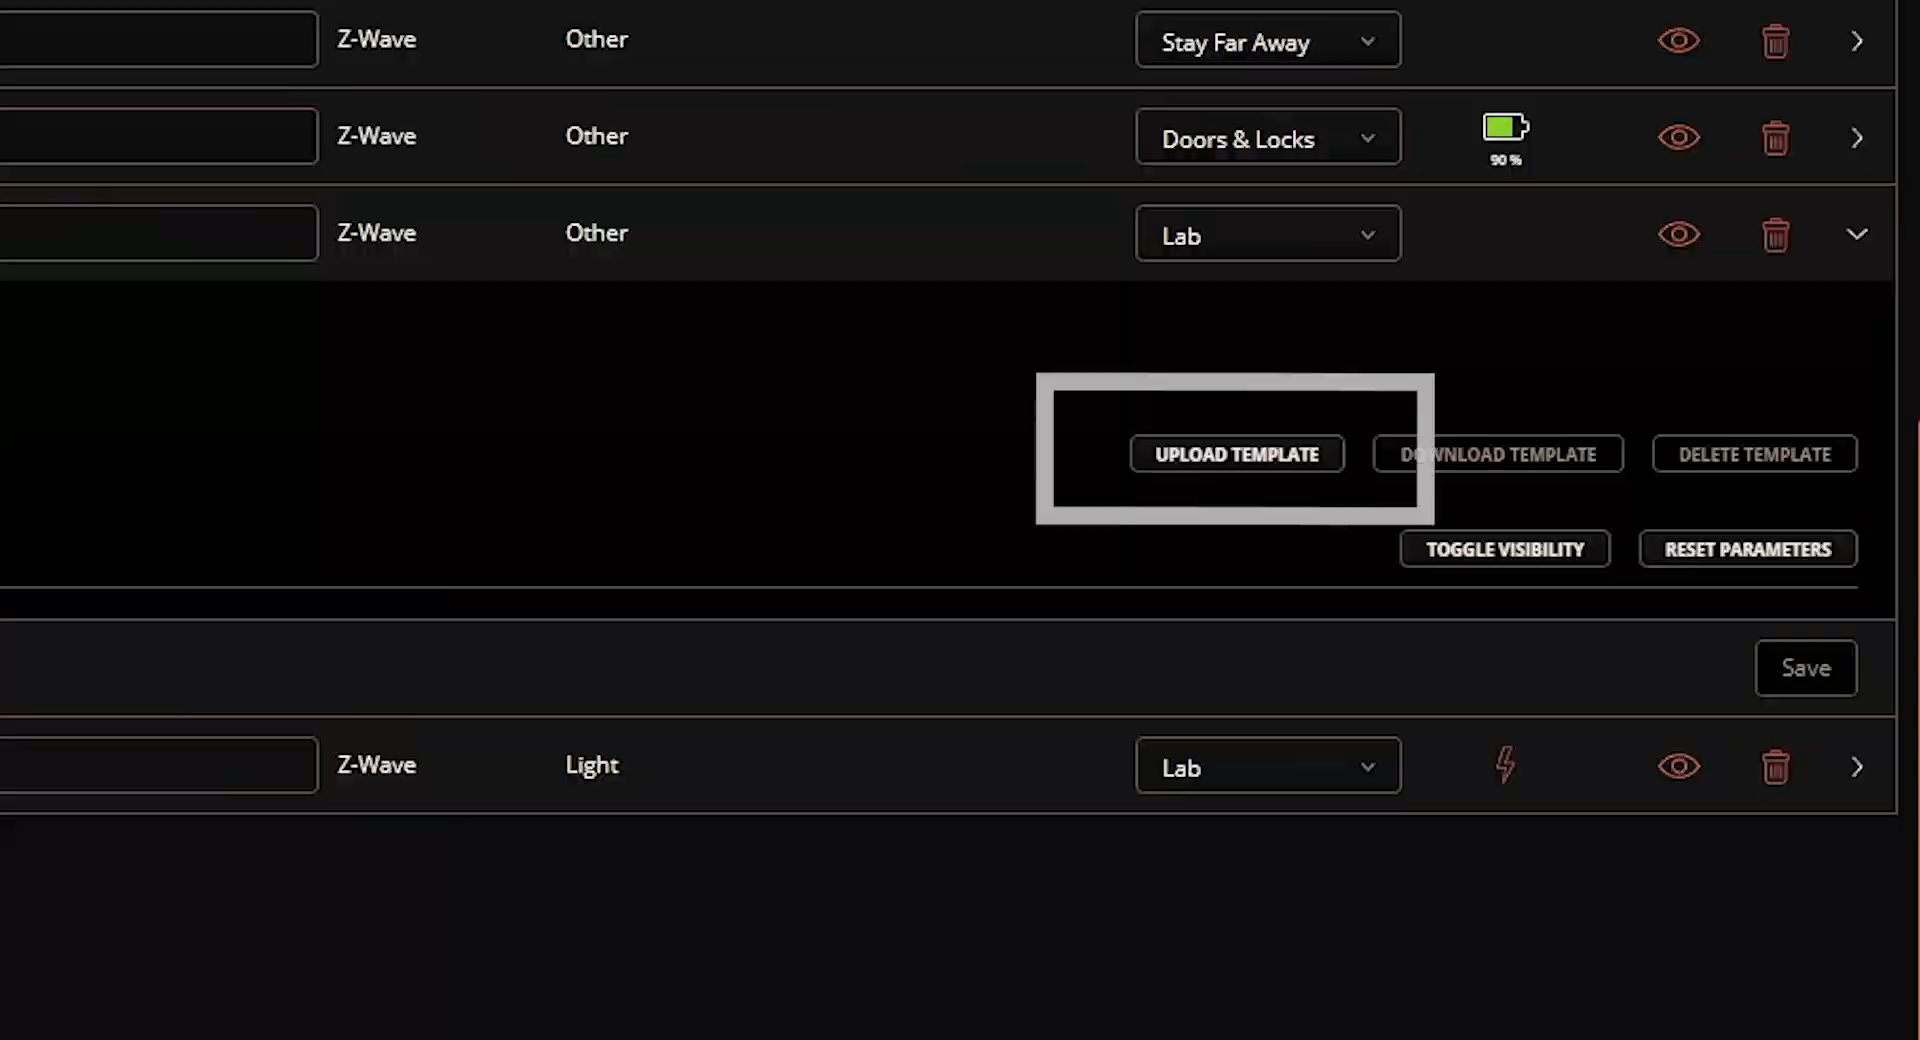 Z-Wave Other Stay Far Away
Z-Wave Other Doors & Locks
90 %
Z-Wave Other Lab
UPLOAD TEMPLATE DOWNLOAD TEMPLATE DELETE TEMPLATE
TOGGLE VISIBILITY RESET PARAMETERS
Save
Z-Wave Light Lab